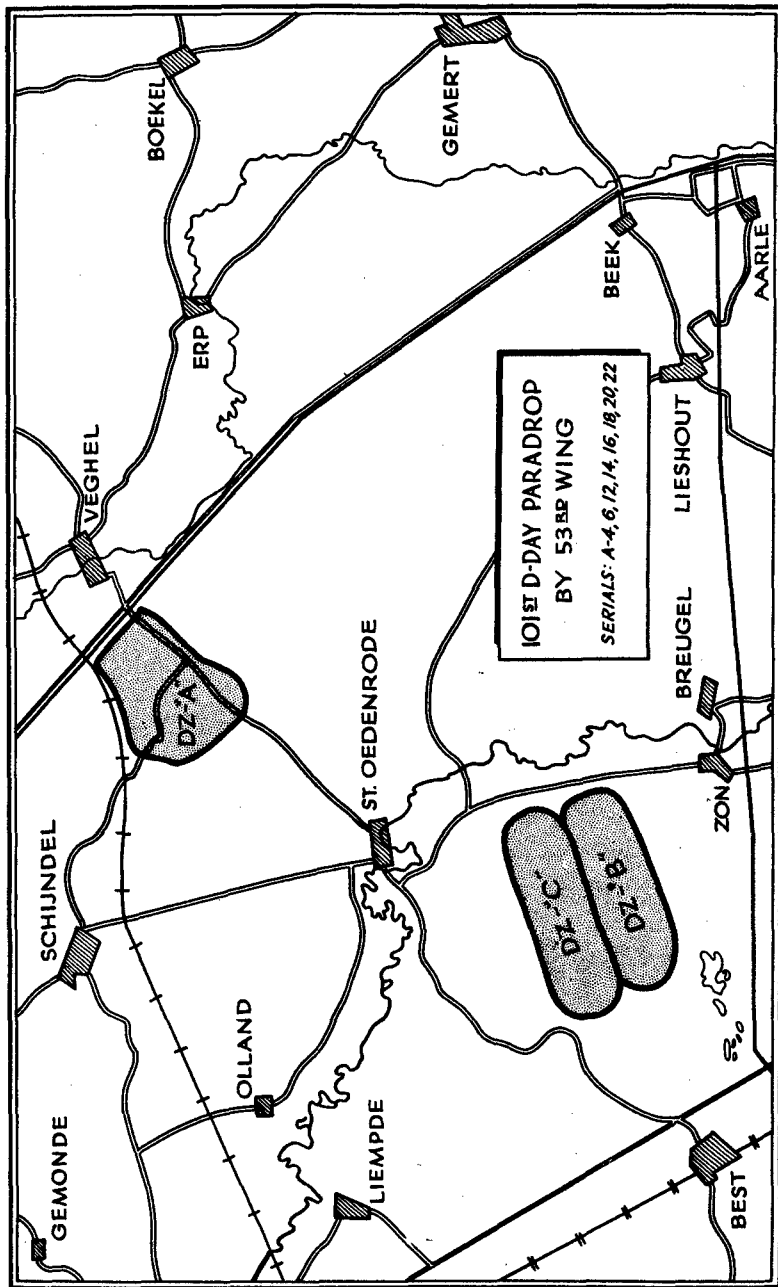 GEMONDE
SCHIJNDEL
VEGHEL
BOEKEL
ERP
DZ-"A"
OLLAND
LIEMPDE
ST. OEDENRODE
GEMERT
101ST D-DAY PARADROP
BY 53RD WING
SERIALS: A-4, 6, 12, 14, 16, 18, 20, 22
DZ-"C"
DZ-"B"
BEEK
BREUGEL
LIESHOUT
AARLE
ZON
BEST